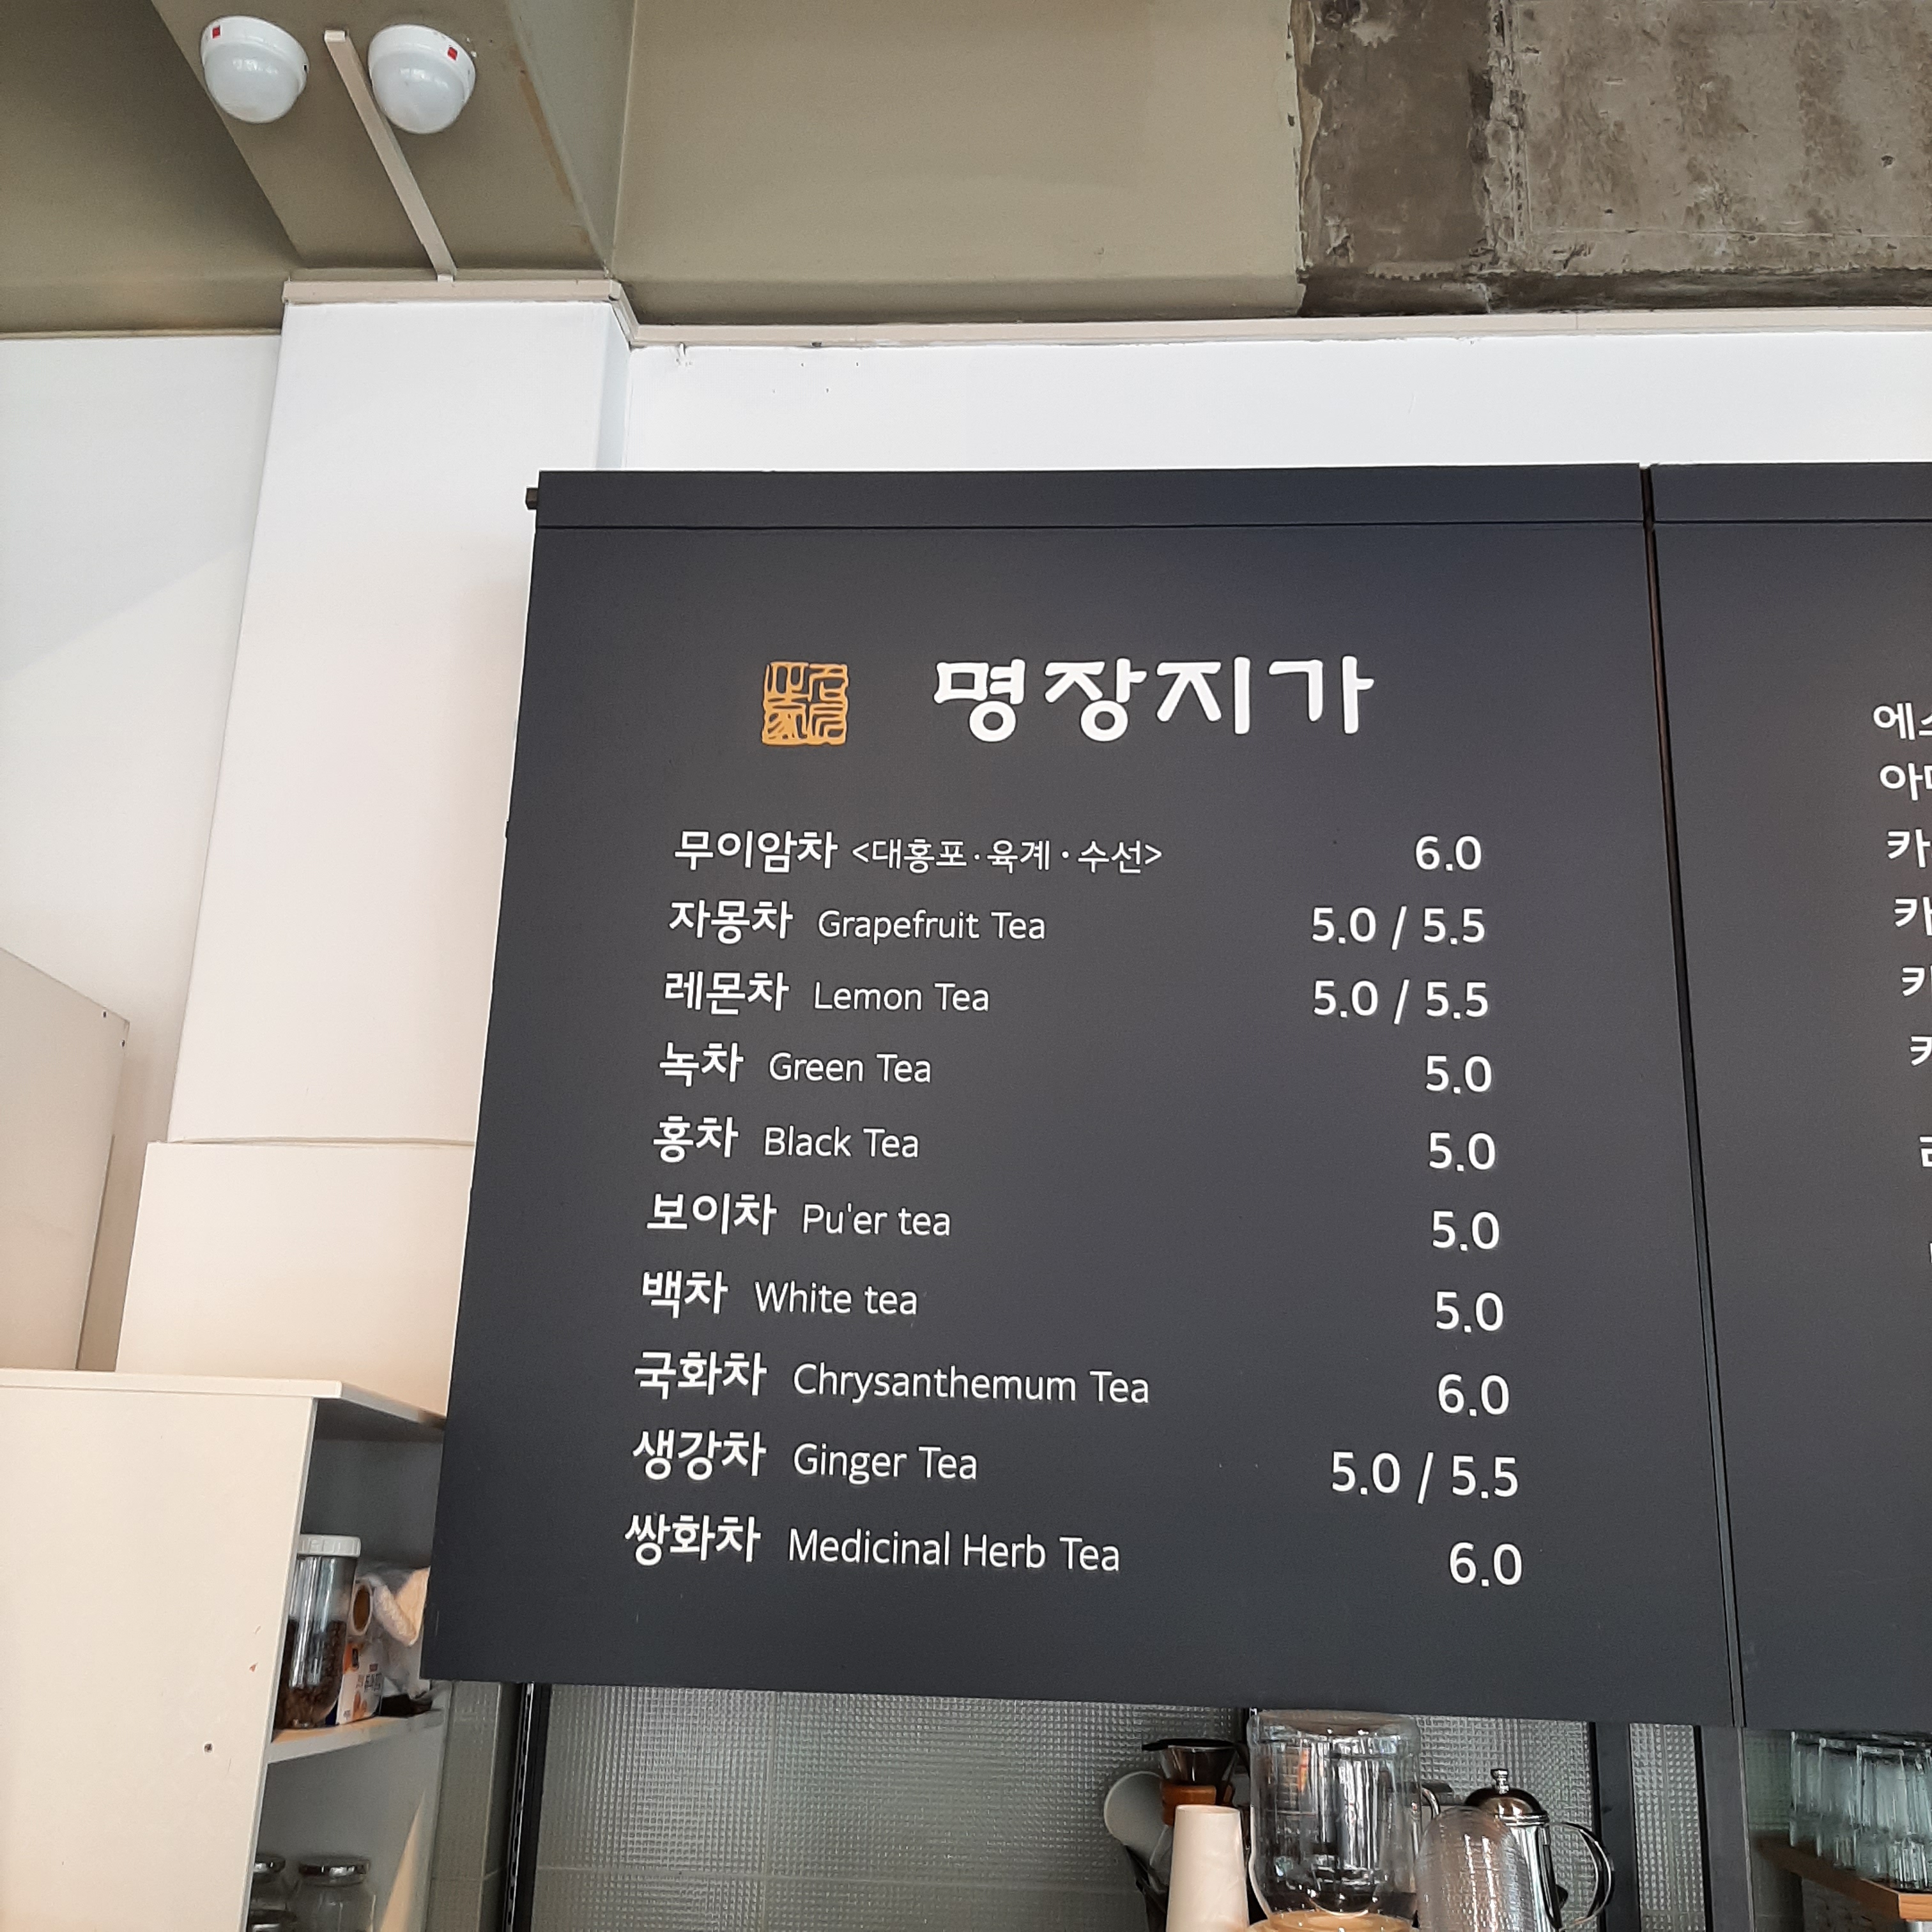 명장지가
무이암차 <대홍포·육계·수선> 6.0
자몽차 Grapefruit Tea 5.0 / 5.5
레몬차 Lemon Tea 5.0 / 5.5
녹차 Green Tea 5.0
홍차 Black Tea 5.0
보이차 Pu'er tea 5.0
백차 White tea 5.0
국화차 Chrysanthemum Tea 6.0
생강차 Ginger Tea 5.0 / 5.5
쌍화차 Medicinal Herb Tea 6.0